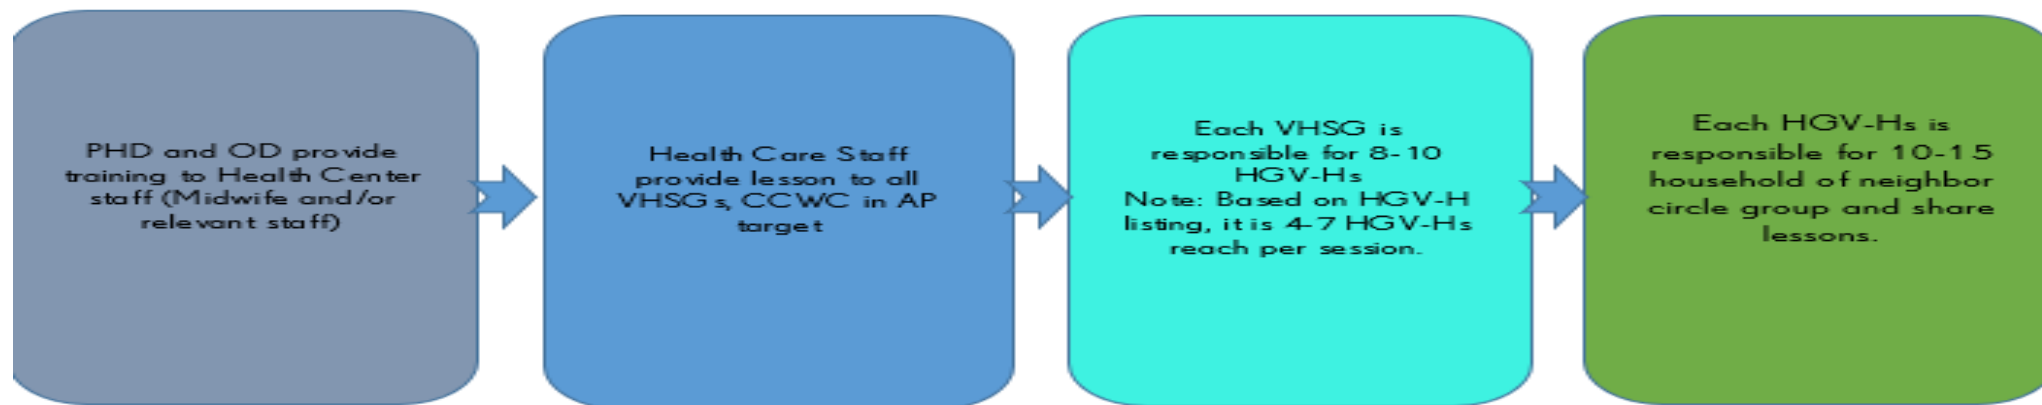 PHD and OD provide
training to Health Center
staff (Midwife and/or
relevant staff)
Health Care Staff
provide lesson to all
VHSGs, CCWC in AP
target
Each VHSG is
responsible for 8-10
HGV-Hs
Note: Based on HGV-H
listing, it is 4-7 HGV-Hs
reach per session.
Each HGV-Hs is
responsible for 10-15
household of neighbor
circle group and share
lessons.